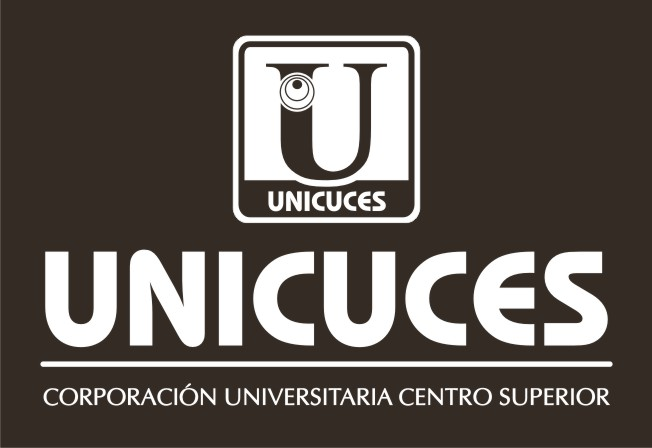 U
UNICUCES
UNICUCES
CORPORACIÓN UNIVERSITARIA CENTRO SUPERIOR